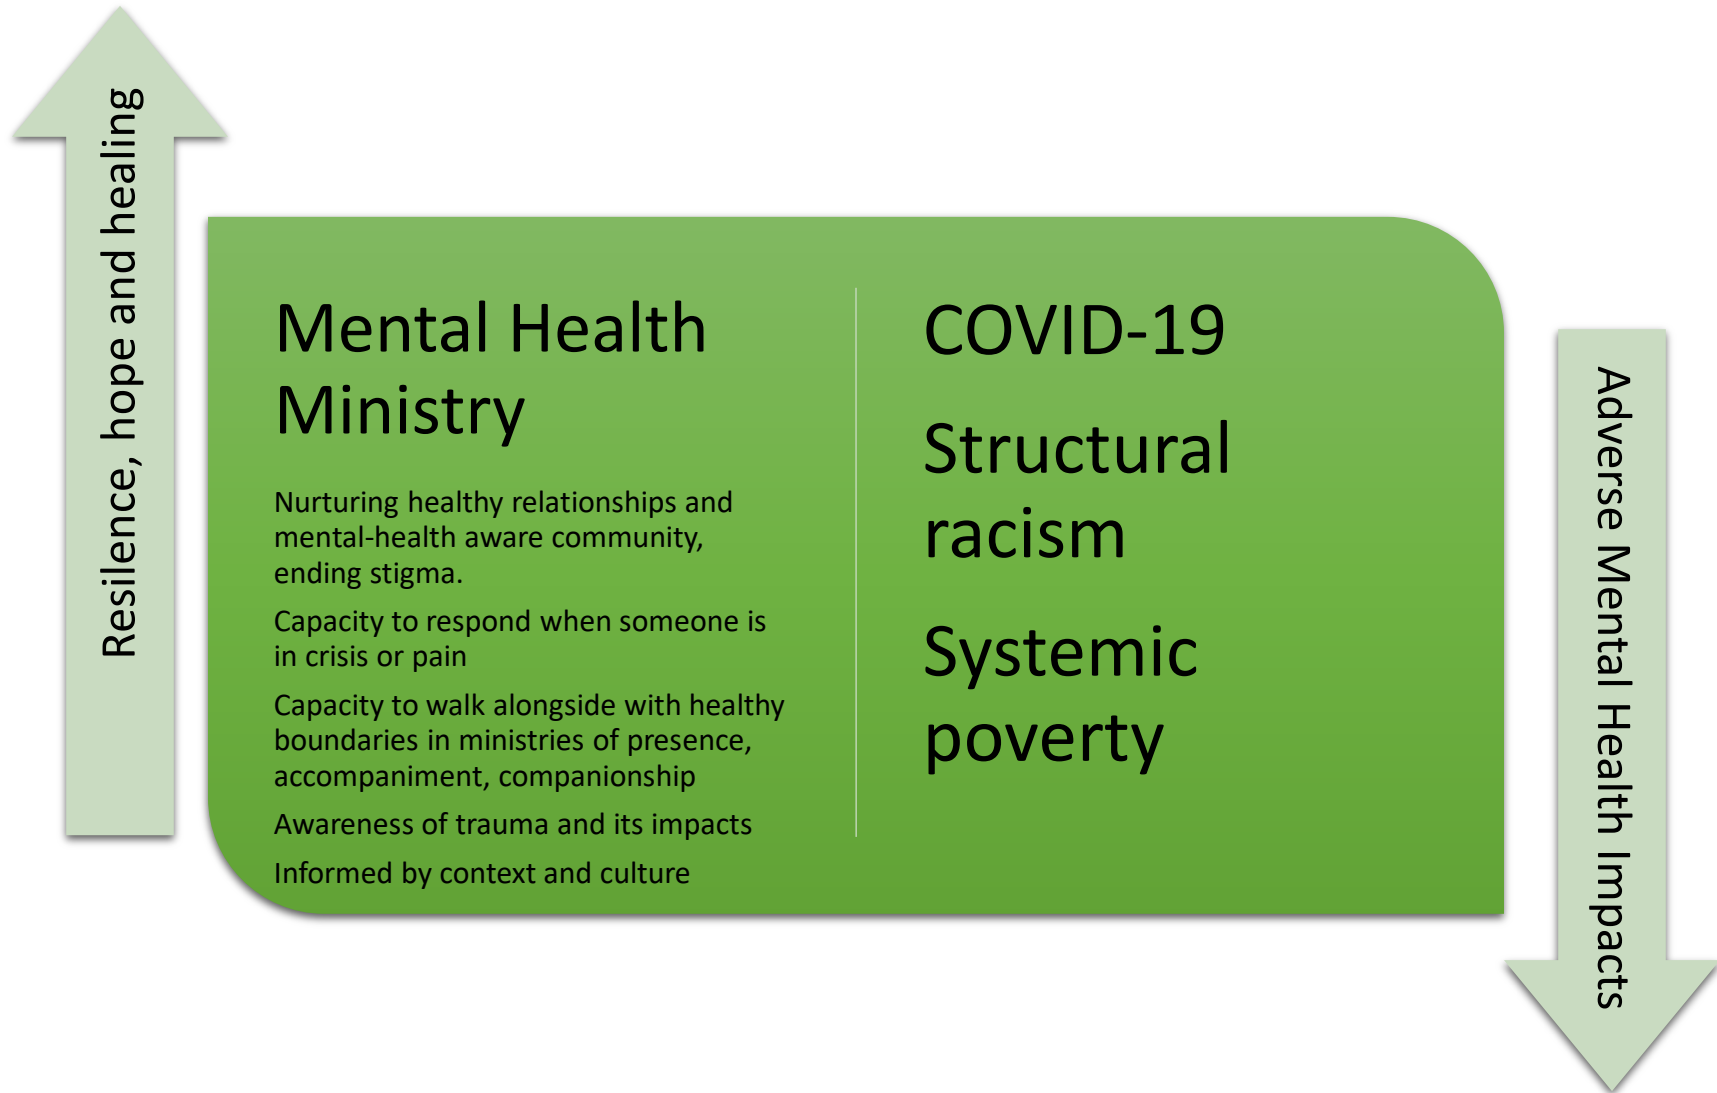 Resilence, hope and healing
Mental Health
Ministry
Nurturing healthy relationships and
mental-health aware community,
ending stigma.
Capacity to respond when someone is
in crisis or pain
Capacity to walk alongside with healthy
boundaries in ministries of presence,
accompaniment, companionship
Awareness of trauma and its impacts
Informed by context and culture
COVID-19
Structural
racism
Systemic
poverty
Adverse Mental Health Impacts